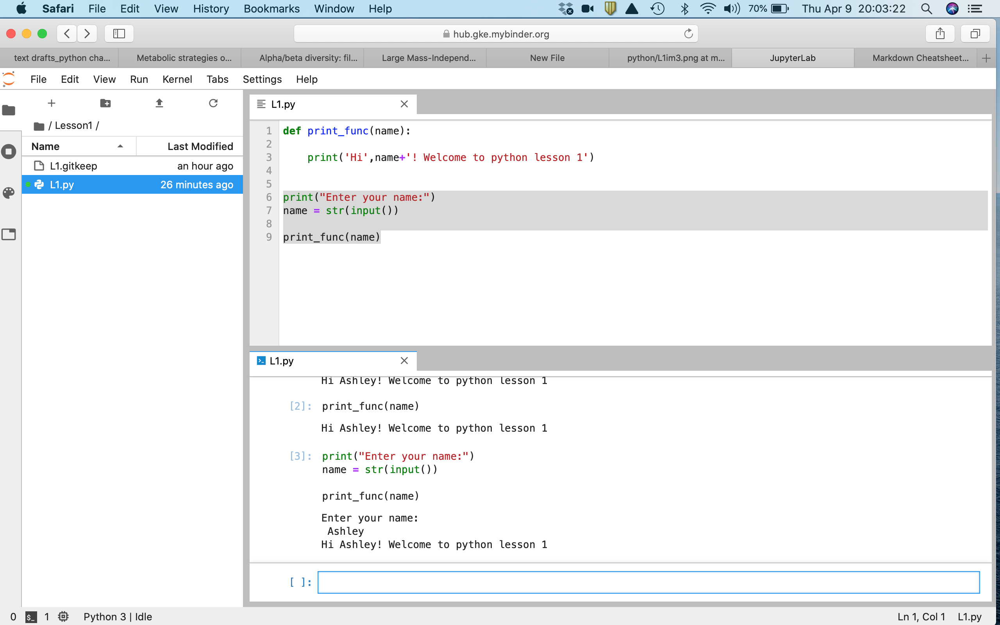 Safari File Edit View History Bookmarks Window Help 70% Thu Apr 9 20:03:22
hub.gke.mybinder.org
text drafts_python cha... Metabolic strategies o... Alpha/beta diversity: fil... Large Mass-Independ... New File python/L1im3.png at m... JupyterLab Markdown Cheatsheet...
File Edit View Run Kernel Tabs Settings Help
/ Lesson1 /
Name Last Modified
L1.gitkeep an hour ago
L1.py 26 minutes ago
L1.py
1 def print_func(name):
2
3 print('Hi',name+'! Welcome to python lesson 1')
4
5
6 print("Enter your name:")
7 name = str(input())
8
9 print_func(name)
L1.py
Hi Ashley! Welcome to python lesson 1
[2]: print_func(name)
Hi Ashley! Welcome to python lesson 1
[3]: print("Enter your name:")
name = str(input())
print_func(name)
Enter your name:
Ashley
Hi Ashley! Welcome to python lesson 1
[ ]:
0 $_ 1 Python 3 | Idle Ln 1, Col 1 L1.py